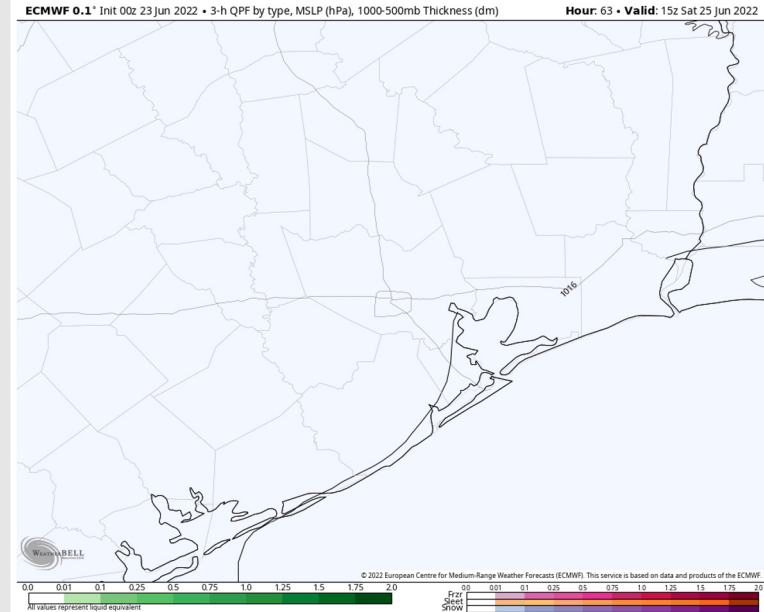 ECMWF 0.1° Init 00z 23 Jun 2022 • 3-h QPF by type, MSLP (hPa), 1000-500mb Thickness (dm) Hour: 63 • Valid: 15z Sat 25 Jun 2022
1016
WEATHERBELL
© 2022 European Centre for Medium-Range Weather Forecasts (ECMWF). This service is based on data and products of the ECMWF.
0.0 0.01 0.1 0.25 0.5 0.75 1.0 1.25 1.5 1.75 2.0 0.0 0.01 0.1 0.25 0.5 0.75 1.0 1.25 1.5 1.75 2.0
Frzr
Sleet
All values represent liquid equivalent Snow